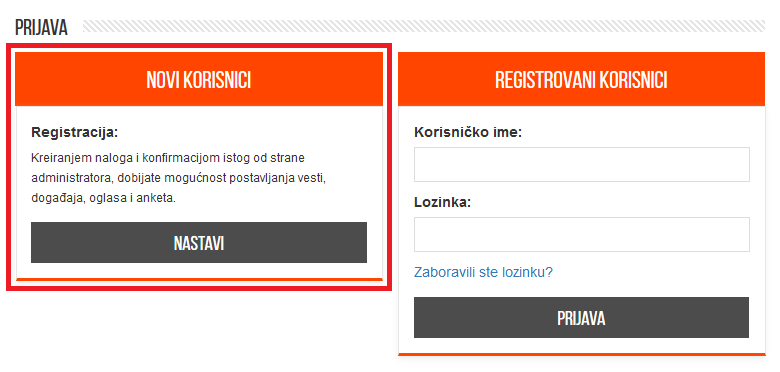 PRIJAVA
NOVI KORISNICI
Registracija:
Kreiranjem naloga i konfirmacijom istog od strane
administratora, dobijate mogućnost postavljanja vesti,
događaja, oglasa i anketa.
NASTAVI
REGISTROVANI KORISNICI
Korisničko ime:
Lozinka:
Zaboravili ste lozinku?
PRIJAVA